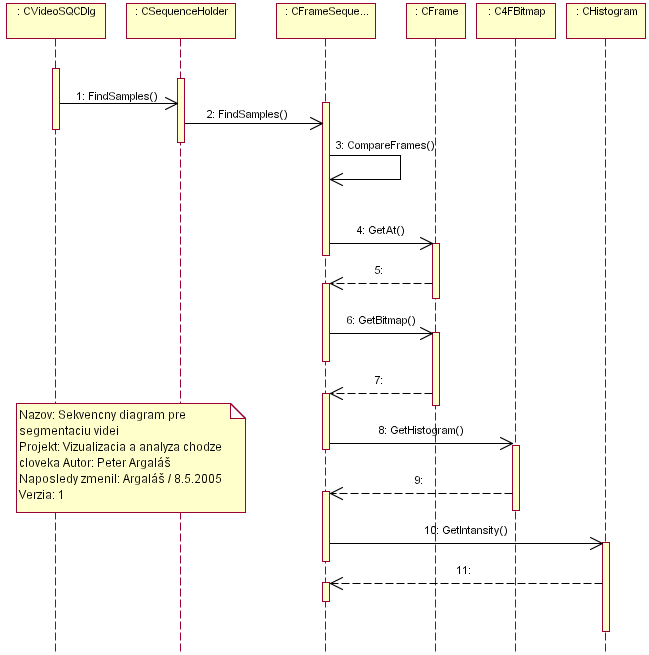 : CVideoSQCDlg
: CSequenceHolder
: CFrameSeque...
: CFrame
: C4FBitmap
: CHistogram
1: FindSamples()
2: FindSamples()
3: CompareFrames()
4: GetAt()
5:
6: GetBitmap()
7:
8: GetHistogram()
9:
10: GetIntansity()
11:
Nazov: Sekvencny diagram pre
segmentaciu videi
Projekt: Vizualizacia a analyza chodze
cloveka Autor: Peter Argaláš
Naposledy zmenil: Argaláš / 8.5.2005
Verzia: 1